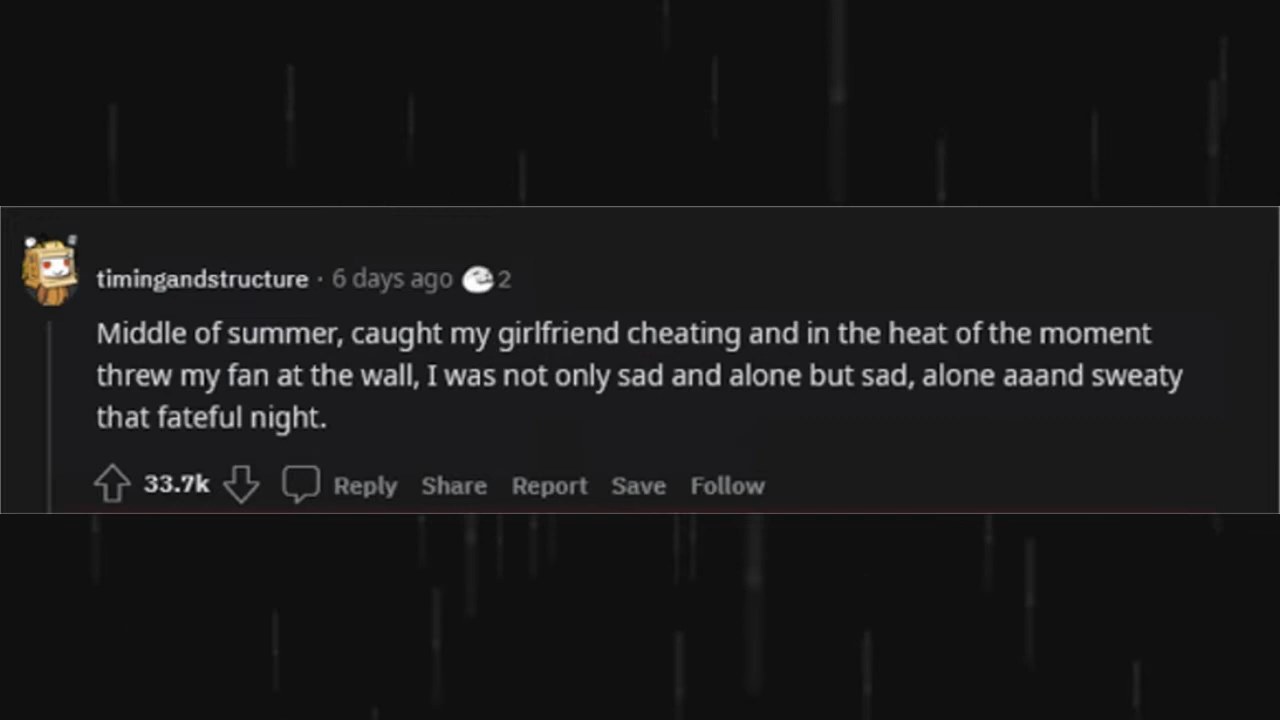 timingandstructure · 6 days ago 2
Middle of summer, caught my girlfriend cheating and in the heat of the moment
threw my fan at the wall, I was not only sad and alone but sad, alone aaand sweaty
that fateful night.
33.7k Reply Share Report Save Follow